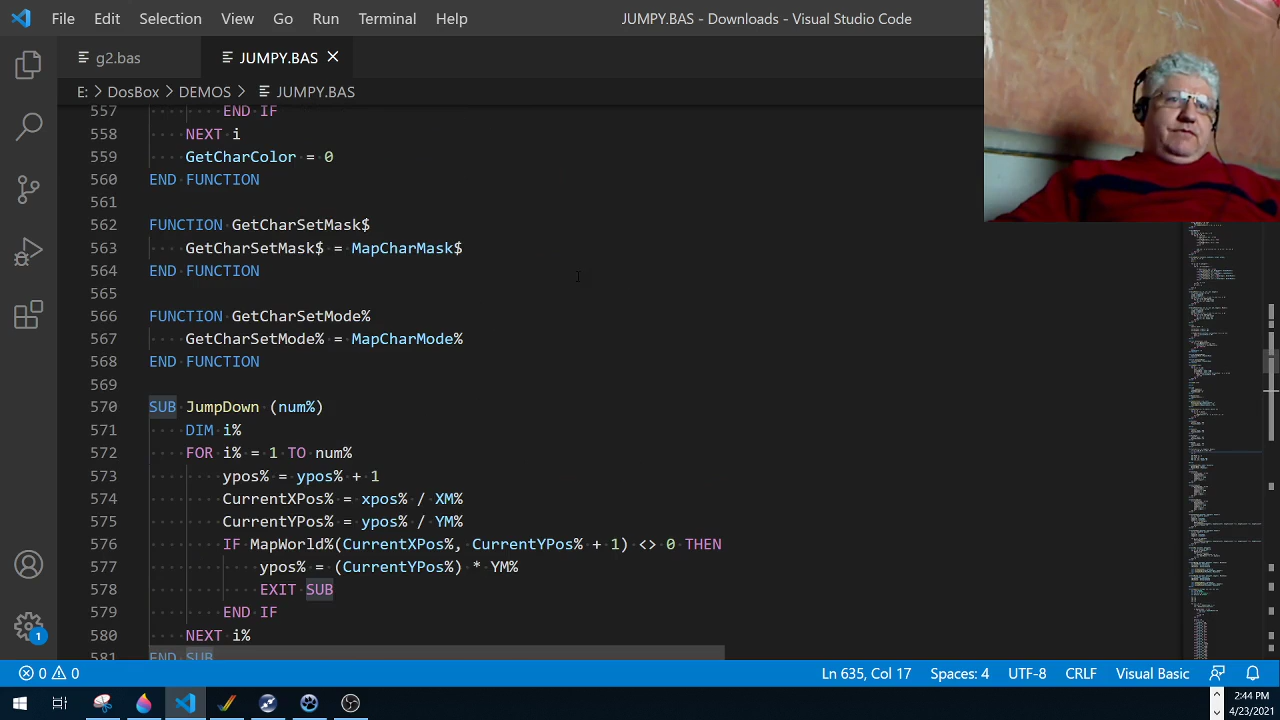 File Edit Selection View Go Run Terminal Help JUMPY.BAS - Downloads - Visual Studio Code
g2.bas JUMPY.BAS
E: > DosBox > DEMOS > JUMPY.BAS
557 END IF
558 NEXT i
559 GetCharColor = 0
560 END FUNCTION
561
562 FUNCTION GetCharSetMask$
563 GetCharSetMask$ = MapCharMask$
564 END FUNCTION
565
566 FUNCTION GetCharSetMode%
567 GetCharSetMode% = MapCharMode%
568 END FUNCTION
569
570 SUB JumpDown (num%)
571 DIM i%
572 FOR i% = 1 TO num%
573 ypos% = ypos% + 1
574 CurrentXPos% = xpos% / XM%
575 CurrentYPos% = ypos% / YM%
576 IF MapWorld%(CurrentXPos%, CurrentYPos% + 1) <> 0 THEN
577 ypos% = (CurrentYPos%) * YM%
578 EXIT SUB
579 END IF
580 NEXT i%
581 END SUB
1
0 0 Ln 635, Col 17 Spaces: 4 UTF-8 CRLF Visual Basic
2:44 PM
4/23/2021